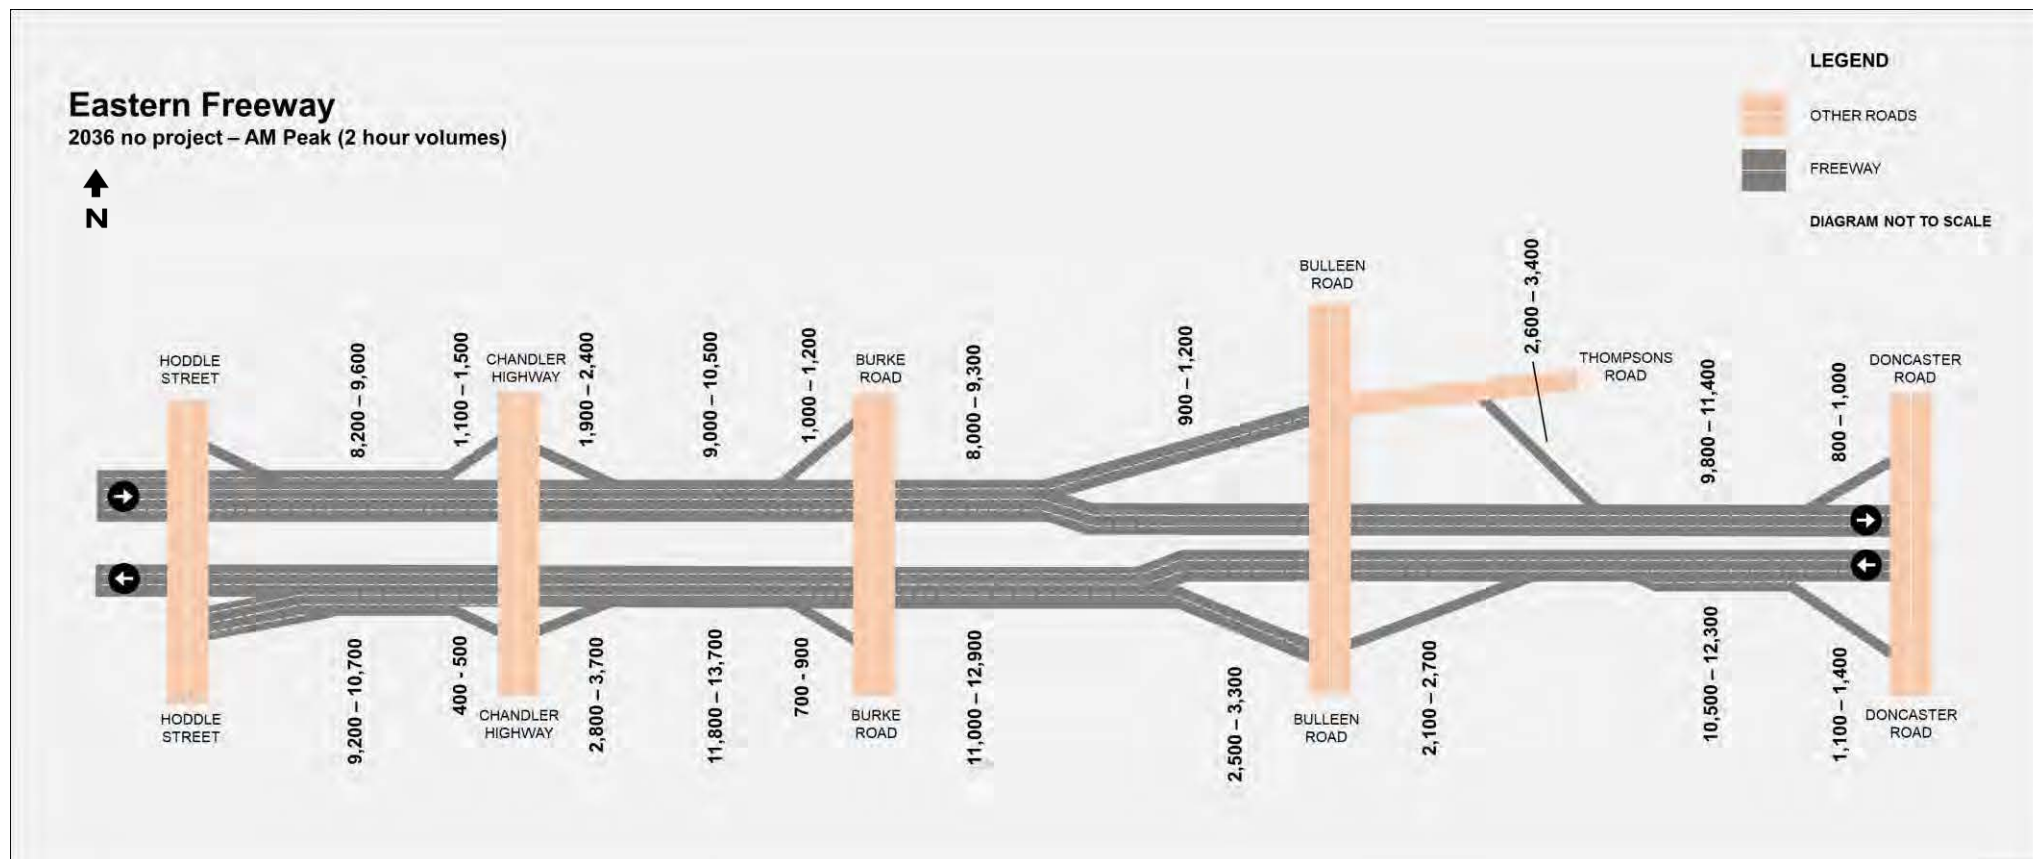 Eastern Freeway
2036 no project – AM Peak (2 hour volumes)
N
LEGEND
OTHER ROADS
FREEWAY
DIAGRAM NOT TO SCALE
HODDLE
STREET
8,200 – 9,600
1,100 – 1,500
CHANDLER
HIGHWAY
1,900 – 2,400
9,000 – 10,500
1,000 – 1,200
BURKE
ROAD
8,000 – 9,300
900 – 1,200
BULLEEN
ROAD
2,600 – 3,400
THOMPSONS
ROAD
9,800 – 11,400
800 – 1,000
DONCASTER
ROAD
HODDLE
STREET
9,200 – 10,700
400 - 500
CHANDLER
HIGHWAY
2,800 – 3,700
11,800 – 13,700
700 - 900
BURKE
ROAD
11,000 – 12,900
2,500 – 3,300
BULLEEN
ROAD
2,100 – 2,700
10,500 – 12,300
1,100 – 1,400
DONCASTER
ROAD